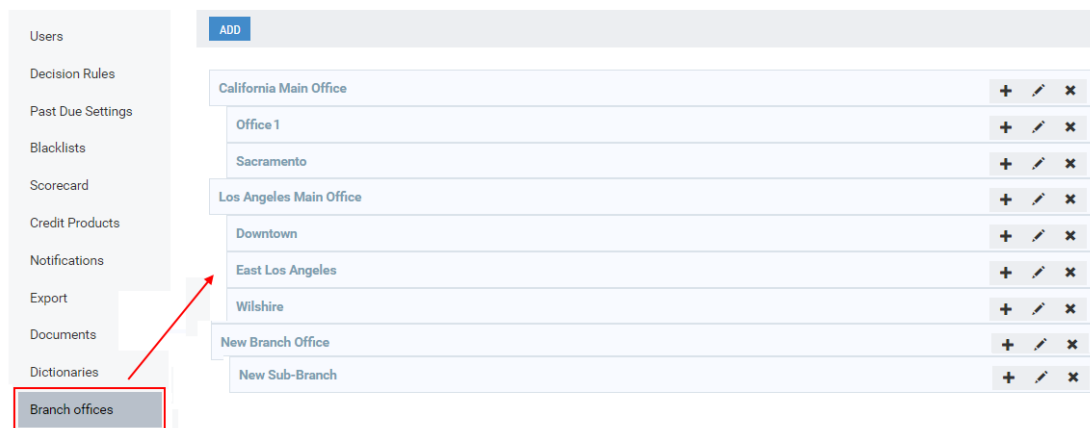 Users
Decision Rules
Past Due Settings
Blacklists
Scorecard
Credit Products
Notifications
Export
Documents
Dictionaries
Branch offices
ADD
California Main Office
Office 1
Sacramento
Los Angeles Main Office
Downtown
East Los Angeles
Wilshire
New Branch Office
New Sub-Branch